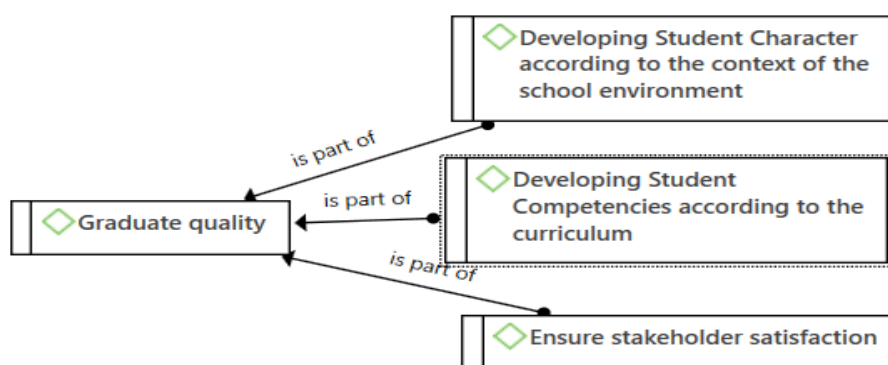 Developing Student Character
according to the context of the
school environment
is part of
Developing Student
Competencies according to the
curriculum
is part of
Graduate quality
is part of
Ensure stakeholder satisfaction